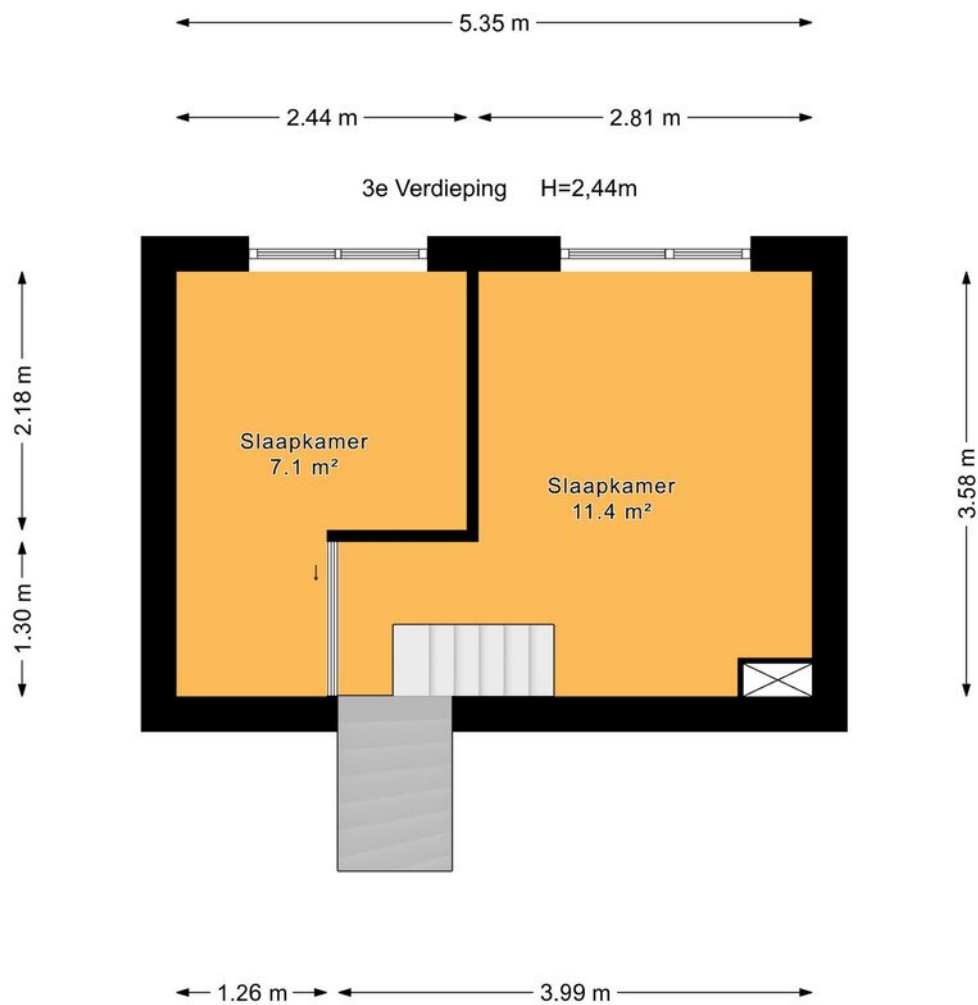 5.35 m
2.44 m
2.81 m
3e Verdieping H=2,44m
2.18 m
3.58 m
Slaapkamer
7.1 m²
Slaapkamer
11.4 m²
1.30 m
1.26 m
3.99 m